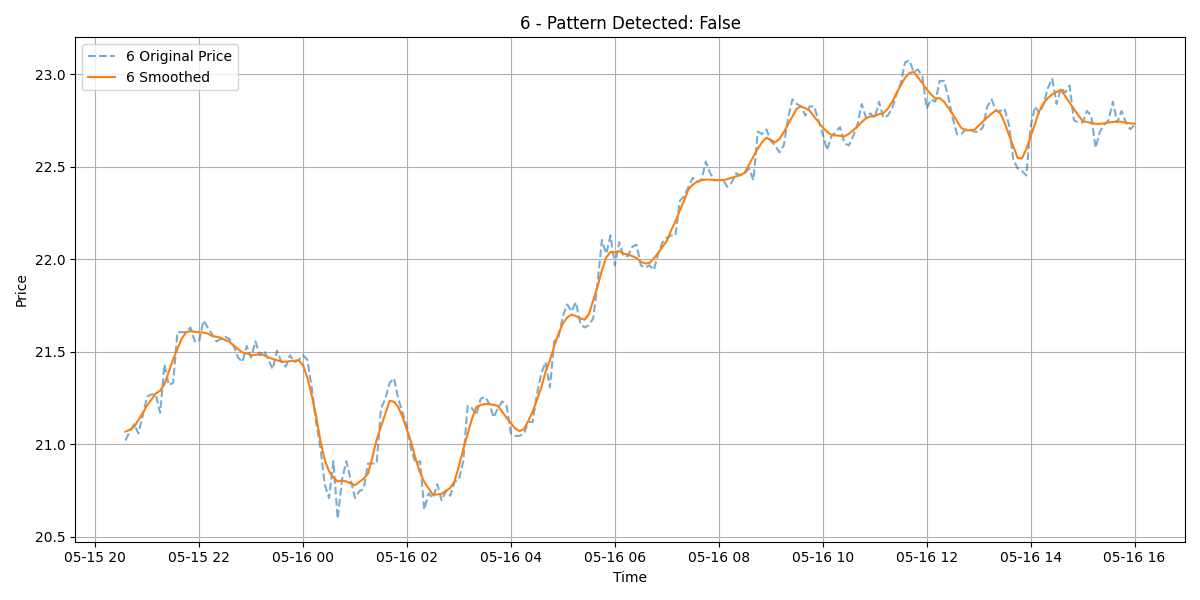 6 - Pattern Detected: False
6 Original Price
6 Smoothed
Price
23.0
22.5
22.0
21.5
21.0
20.5
05-15 20 05-15 22 05-16 00 05-16 02 05-16 04 05-16 06 05-16 08 05-16 10 05-16 12 05-16 14 05-16 16
Time